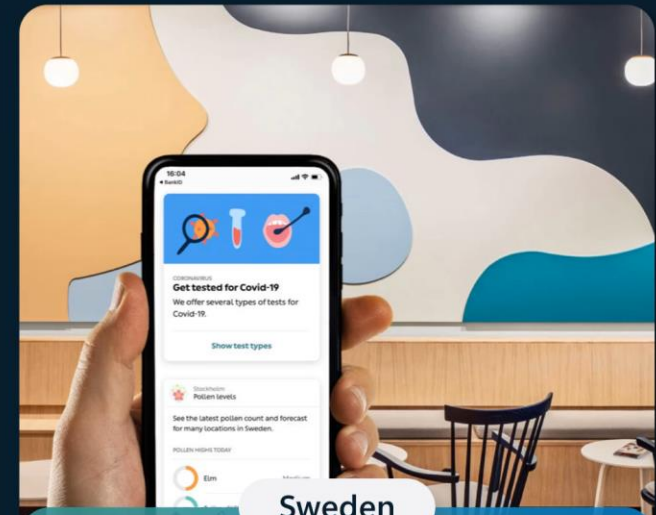 16:04
◀ BankID
CORONAVIRUS
Get tested for Covid-19
We offer several types of tests for
Covid-19.
Show test types
Stockholm
Pollen levels
See the latest pollen count and forecast
for many locations in Sweden.
POLLEN HIGHS TODAY
Elm
Sweden